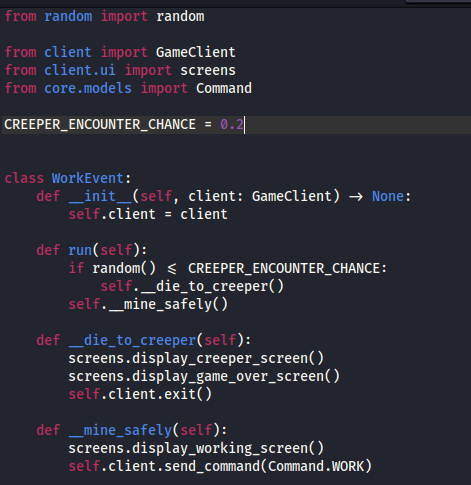 from random import random
from client import GameClient
from client.ui import screens
from core.models import Command
CREEPER_ENCOUNTER_CHANCE = 0.2
class WorkEvent:
    def __init__(self, client: GameClient) → None:
        self.client = client
    def run(self):
        if random() ⩽ CREEPER_ENCOUNTER_CHANCE:
            self.__die_to_creeper()
        self.__mine_safely()
    def __die_to_creeper(self):
        screens.display_creeper_screen()
        screens.display_game_over_screen()
        self.client.exit()
    def __mine_safely(self):
        screens.display_working_screen()
        self.client.send_command(Command.WORK)